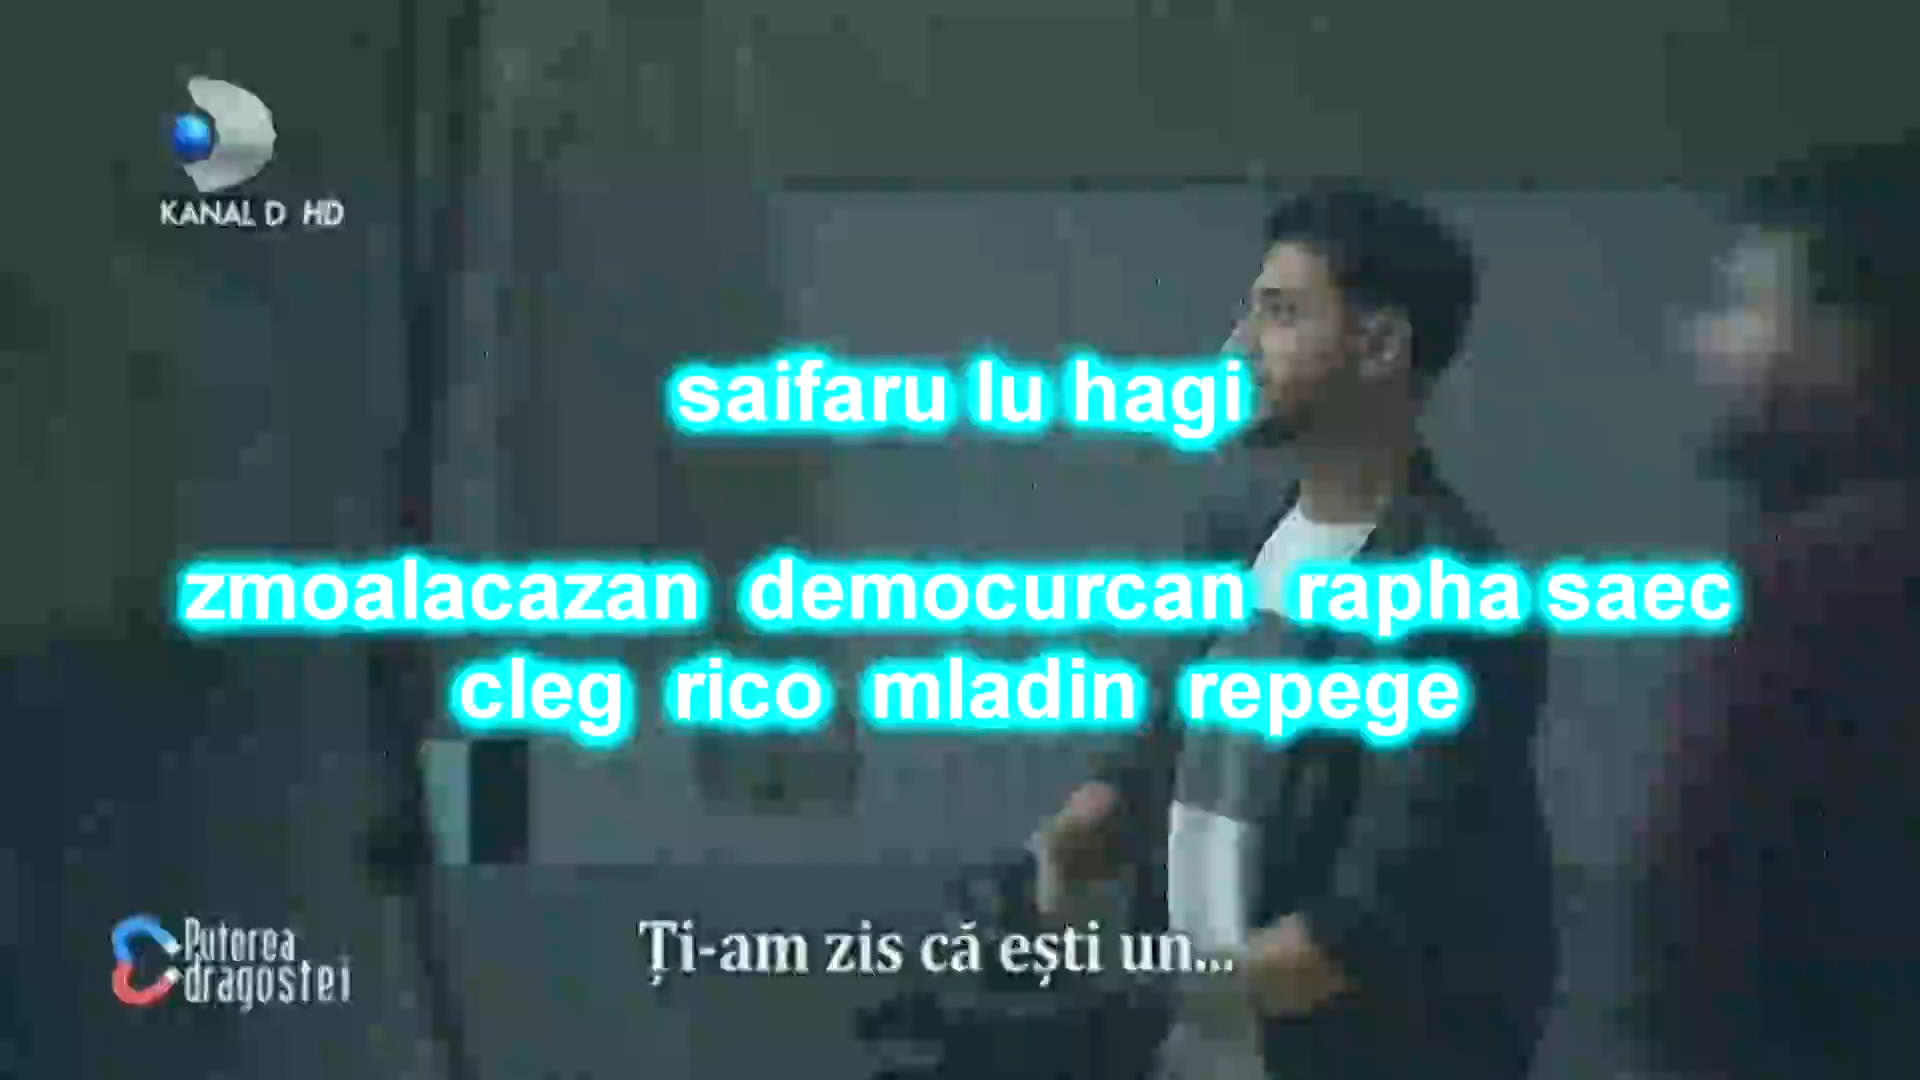 KANAL D HD
saifaru lu hagi
zmoalacazan democurcan rapha saec
cleg rico mladin repege
Ți-am zis că ești un...
Puterea
dragostei